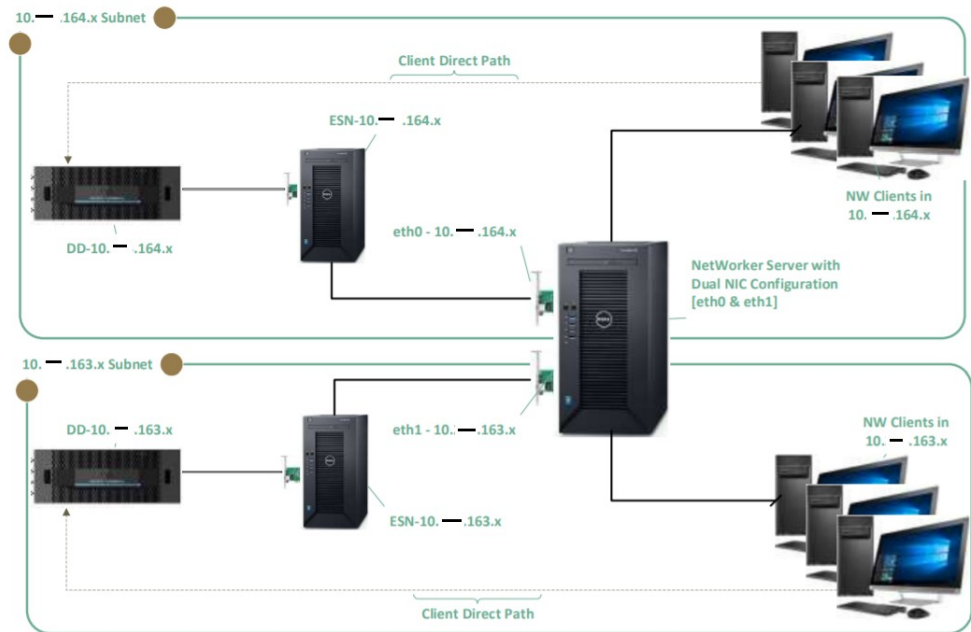 10. — .164.x Subnet
Client Direct Path
ESN-10. — .164.x
DD-10. — .164.x
eth0 - 10. — .164.x
NW Clients in
10. — .164.x
NetWorker Server with
Dual NIC Configuration
[eth0 & eth1]
10. — .163.x Subnet
DD-10. — .163.x
eth1 - 10. — .163.x
NW Clients in
10. — .163.x
ESN-10. — .163.x
Client Direct Path